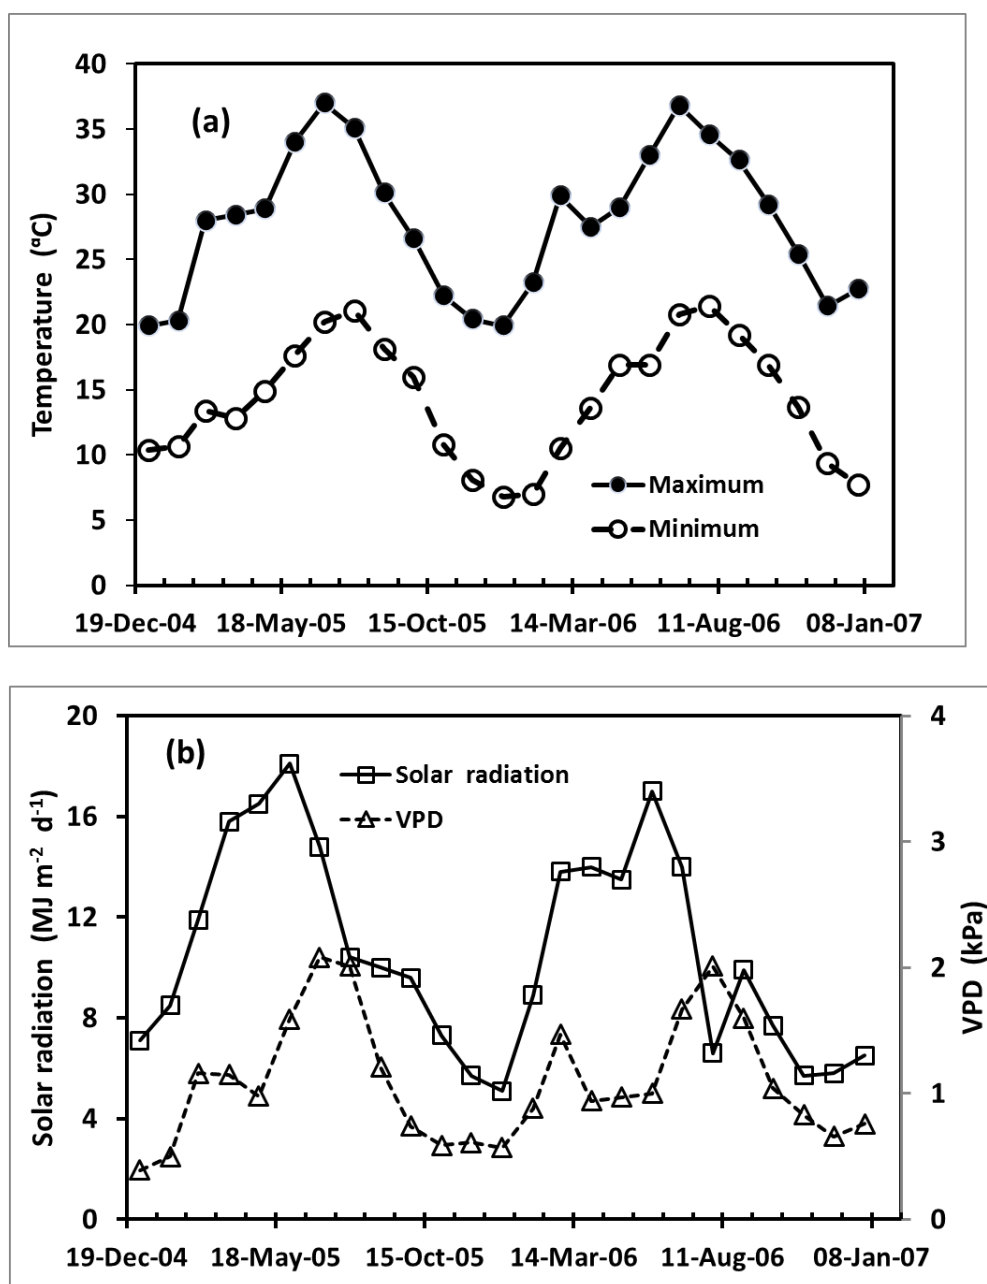 (a)
40
35
30
25
20
15
10
5
0
Temperature (°C)
Maximum
Minimum
19-Dec-04 18-May-05 15-Oct-05 14-Mar-06 11-Aug-06 08-Jan-07
(b)
20
16
12
8
4
0
Solar radiation (MJ m-2 d-1)
Solar radiation
VPD
4
3
2
1
0
VPD (kPa)
19-Dec-04 18-May-05 15-Oct-05 14-Mar-06 11-Aug-06 08-Jan-07